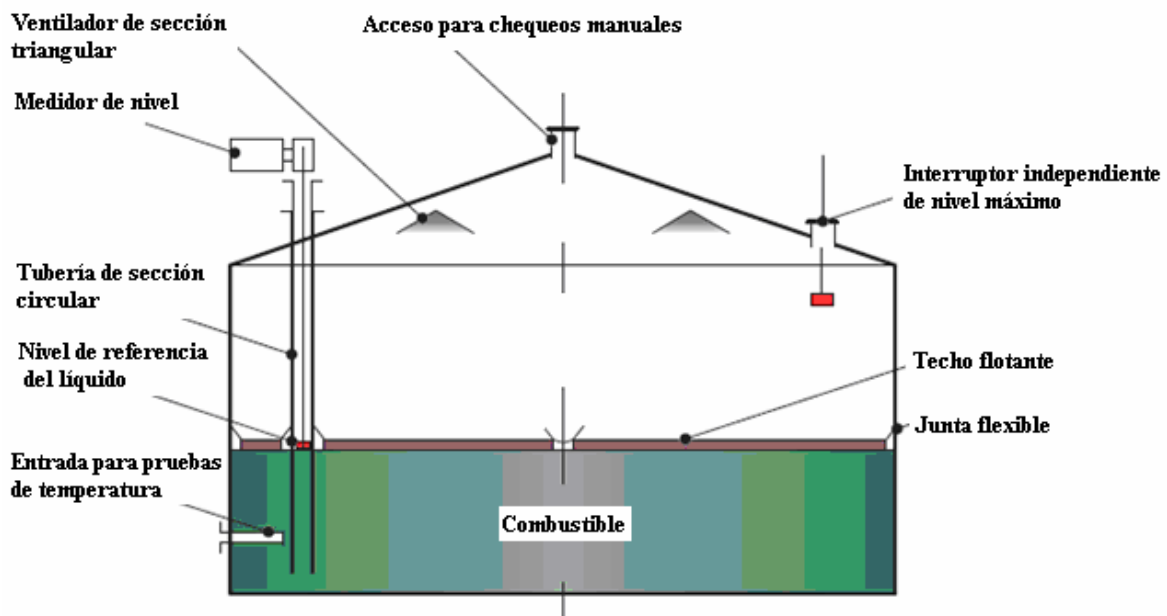 Ventilador de sección
triangular
Acceso para chequeos manuales
Medidor de nivel
Interruptor independiente
de nivel máximo
Tubería de sección
circular
Nivel de referencia
del líquido
Techo flotante
Junta flexible
Entrada para pruebas
de temperatura
Combustible